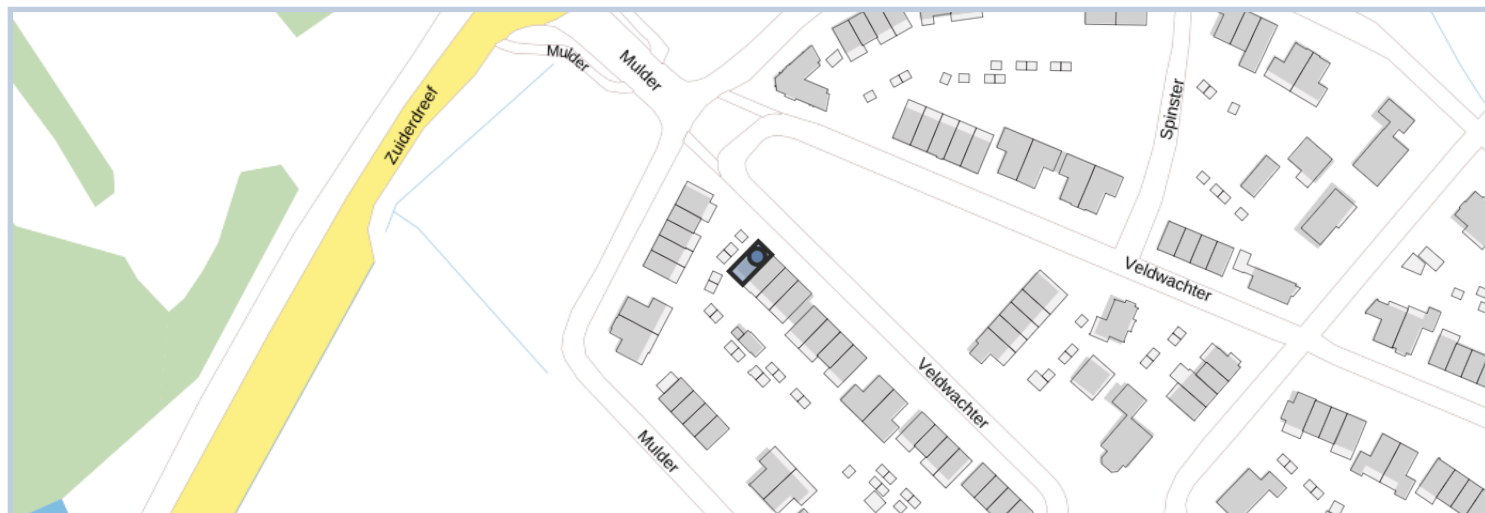 Mulder
Mulder
Zuiderdreef
Spinster
Veldwachter
Veldwachter
Mulder